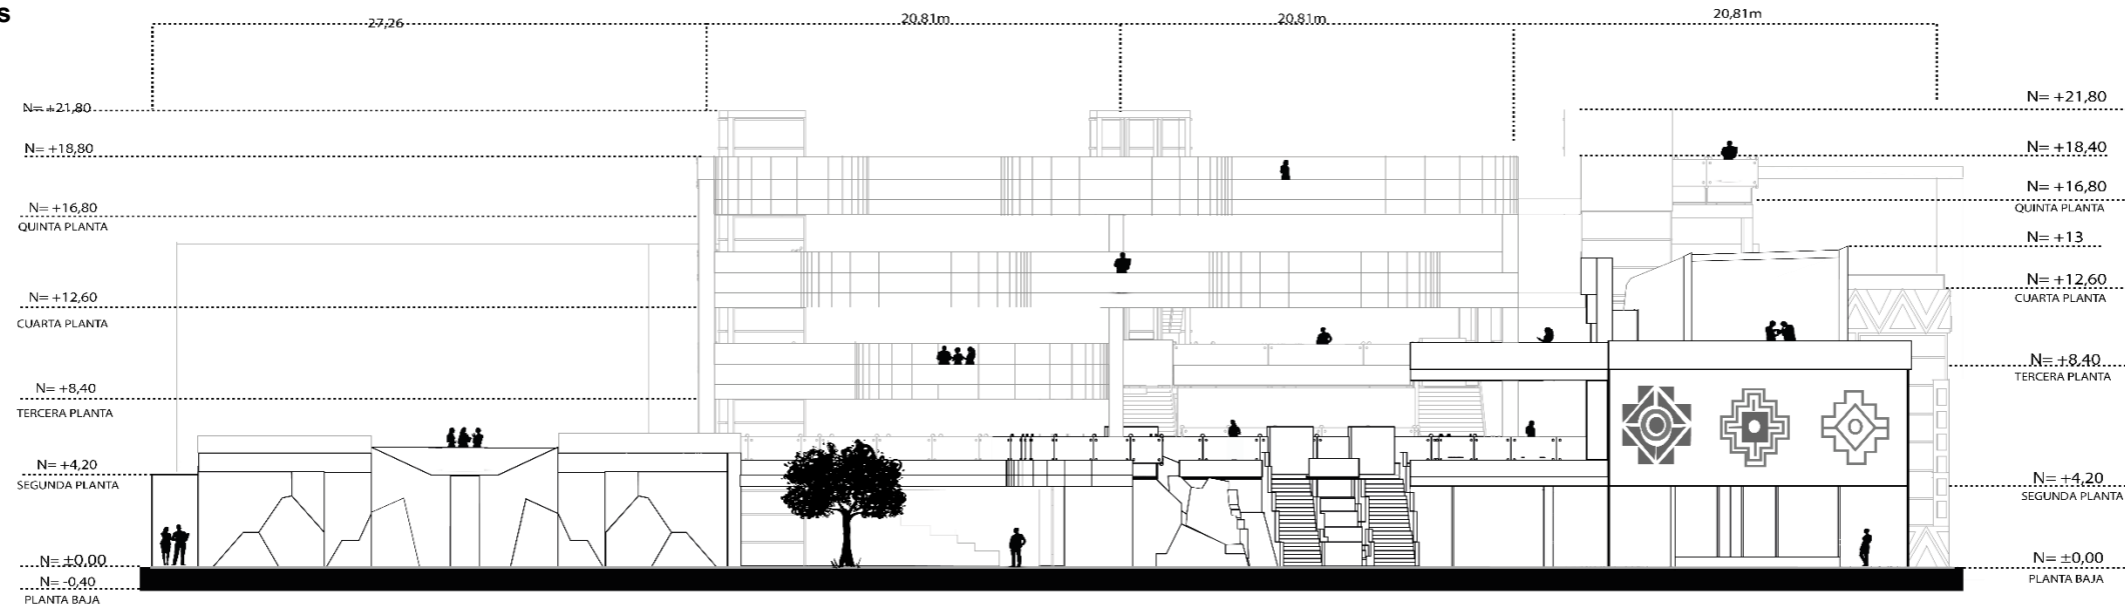 s
27,26
20,81m
20,81m
20,81m
N= +21,80
N= +18,80
N= +16,80
QUINTA PLANTA
N= +12,60
CUARTA PLANTA
N= +8,40
TERCERA PLANTA
N= +4,20
SEGUNDA PLANTA
N= ±0,00
N= -0,40
PLANTA BAJA
N= +21,80
N= +18,40
N= +16,80
QUINTA PLANTA
N= +13
N= +12,60
CUARTA PLANTA
N= +8,40
TERCERA PLANTA
N= +4,20
SEGUNDA PLANTA
N= ±0,00
PLANTA BAJA